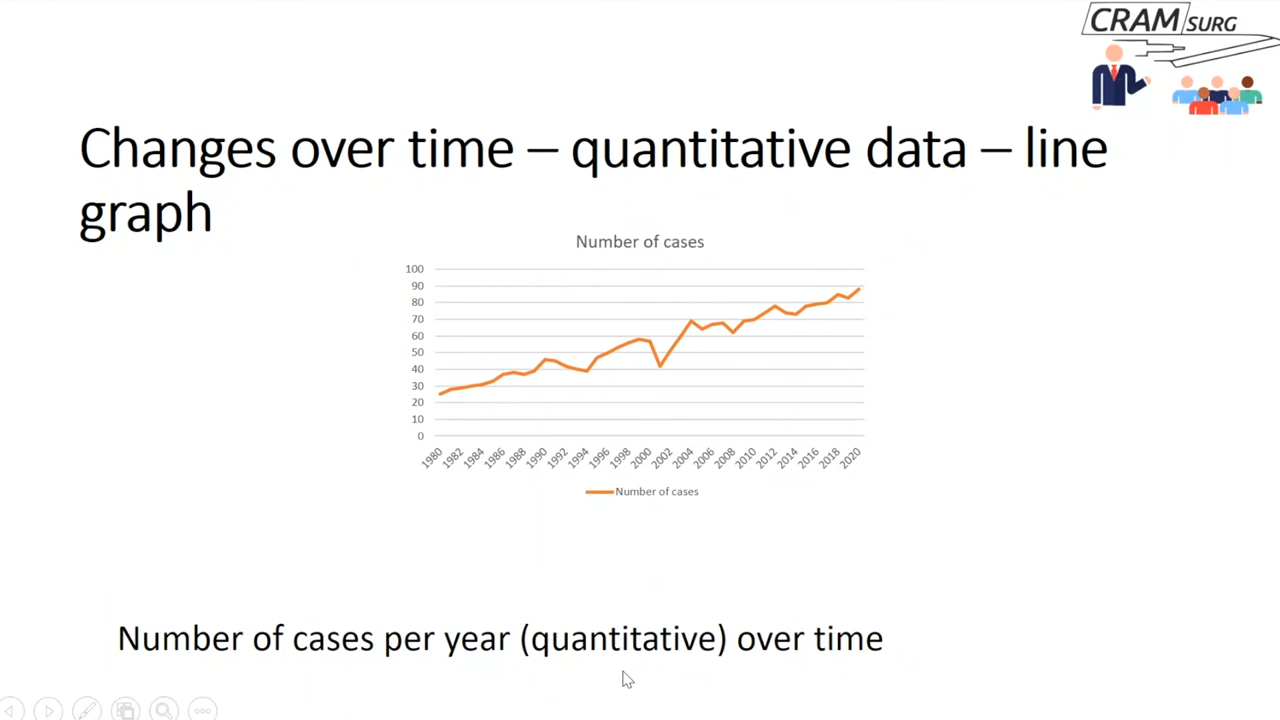 CRAM SURG
Changes over time – quantitative data – line
graph
Number of cases
100
90
80
70
60
50
40
30
20
10
0
1980 1982 1984 1986 1988 1990 1992 1994 1996 1998 2000 2002 2004 2006 2008 2010 2012 2014 2016 2018 2020
Number of cases
Number of cases per year (quantitative) over time